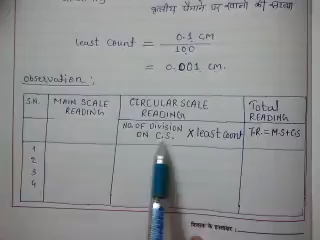 वृत्तीय पैमाने पर खानों की संख्या
Least Count = 0.1 CM
100
= 0.001 CM.
Observation:
S.N.
MAIN SCALE
READING
CIRCULAR SCALE
READING
Total
READING
NO. OF DIVISION
ON C.S. X least count
T.R. = M.S+CS
1
2
3
4
शिक्षक के हस्ताक्षर :